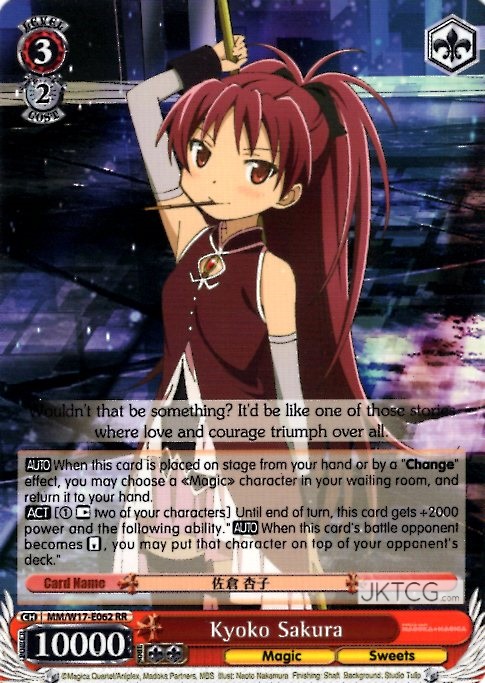 LEVEL
3
2
COST
Wouldn't that be something? It'd be like one of those stories
where love and courage triumph over all.
AUTO When this card is placed on stage from your hand or by a "Change"
effect, you may choose a «Magic» character in your waiting room, and
return it to your hand.
ACT [① two of your characters] Until end of turn, this card gets +2000
power and the following ability." AUTO When this card's battle opponent
becomes , you may put that character on top of your opponent's
deck."
Card Name 佐倉 杏子
JKTCG.com
CH MM/W17-E062 RR
POWER 10000 SOUL Kyoko Sakura
Magic Sweets
©Magica Quartet/Aniplex, Madoka Partners, MBS Illust: Naoto Nakamura Finishing: Shaft Background: Studio Tulip